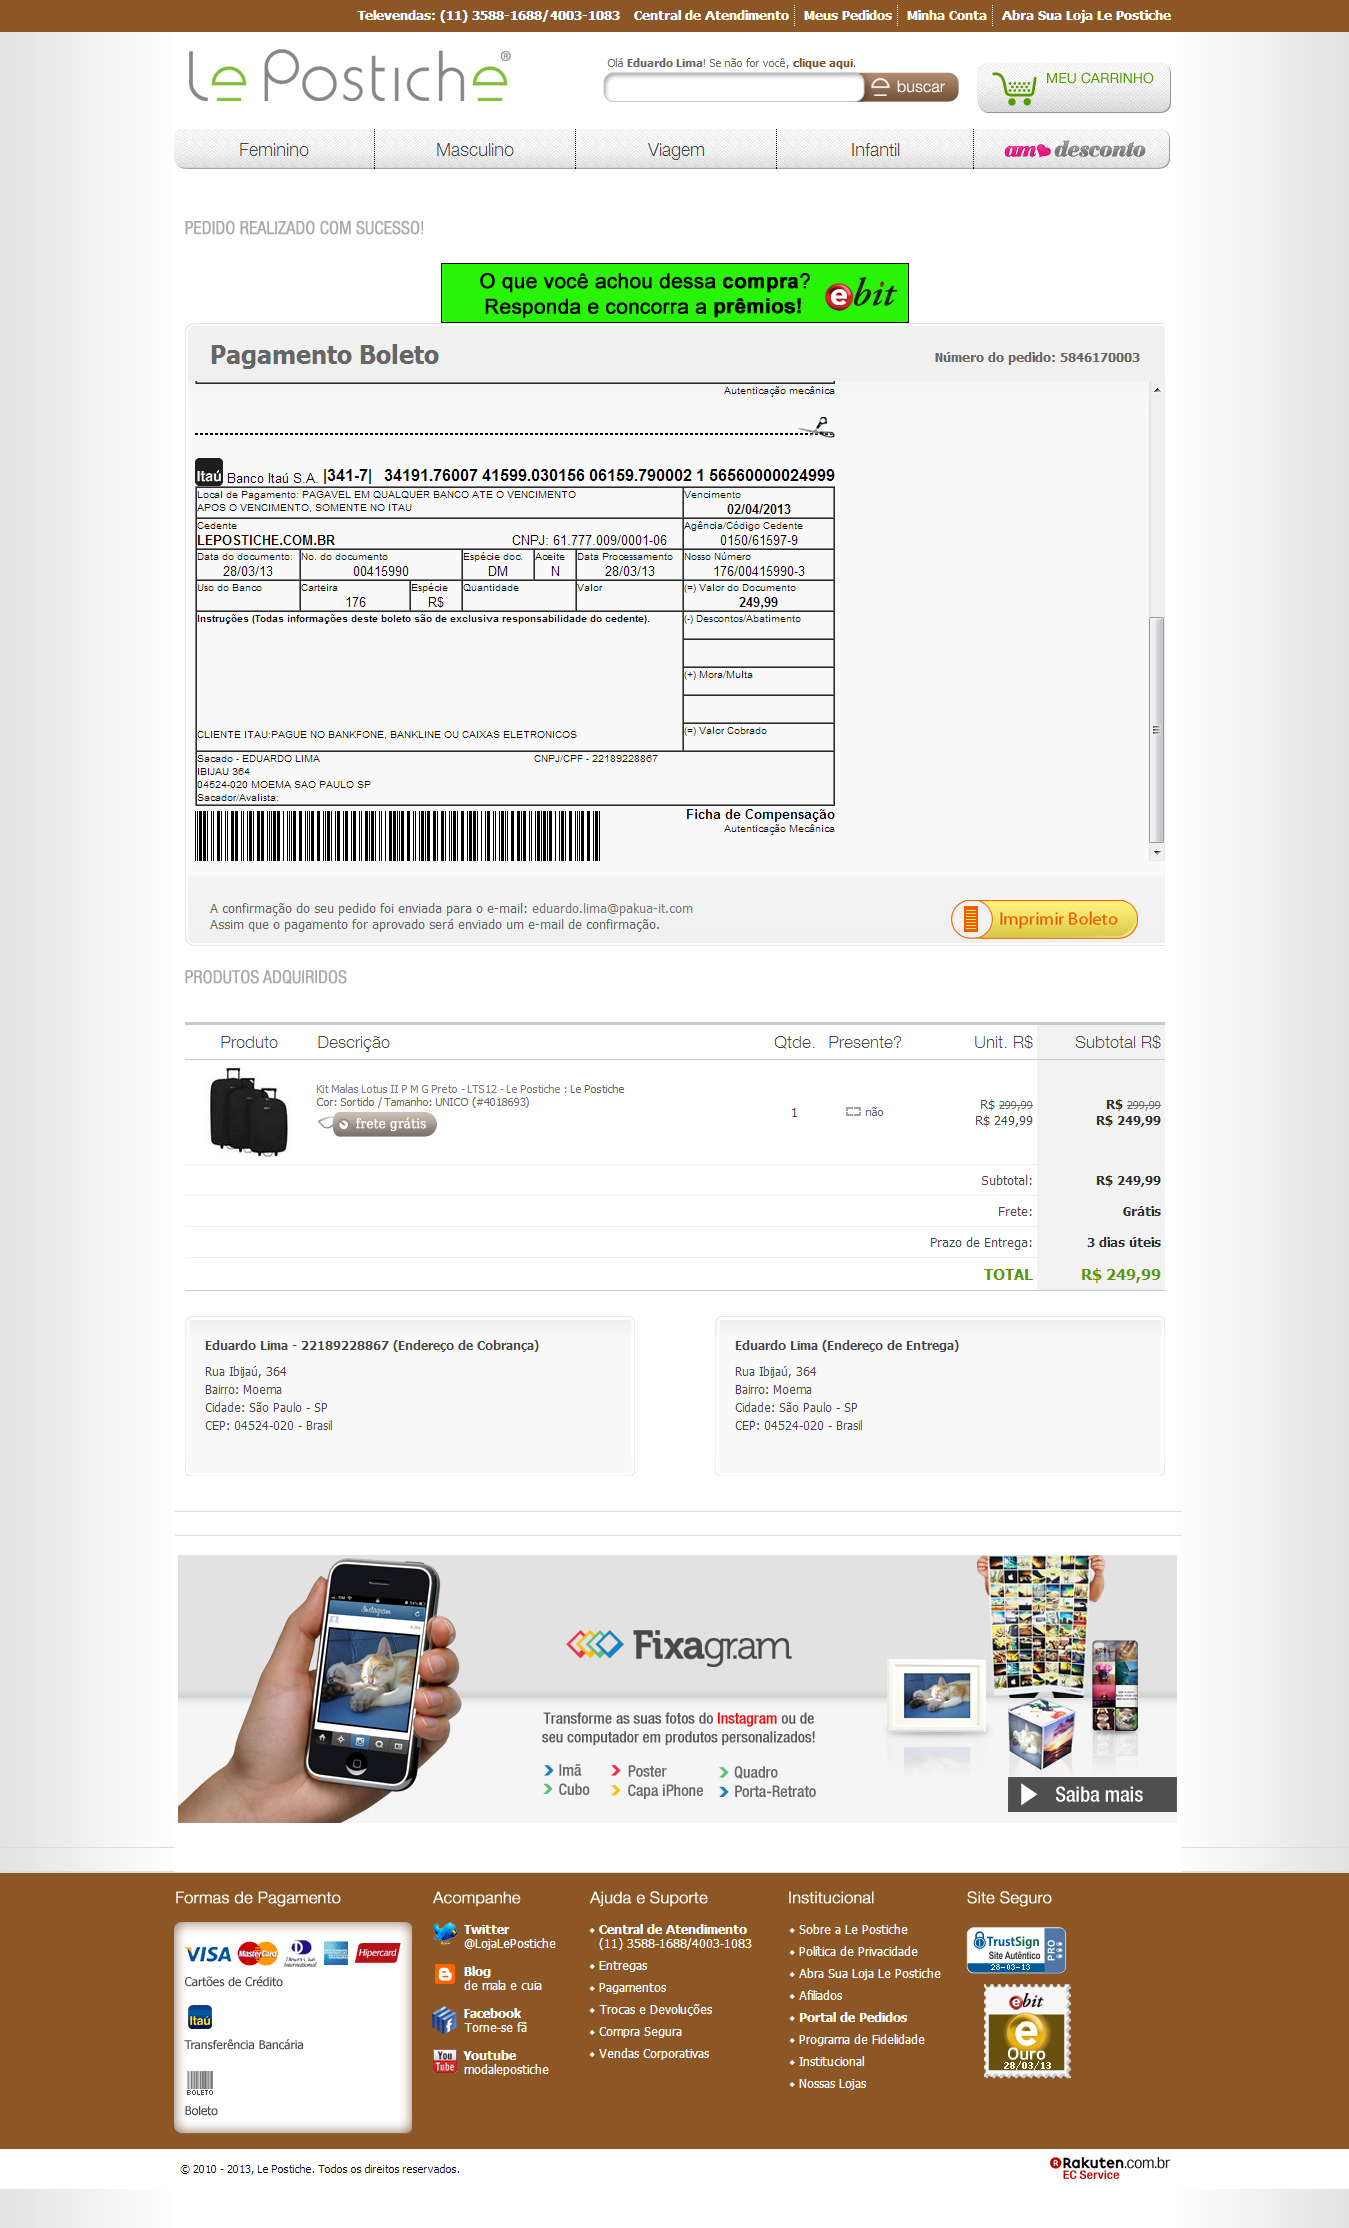 Televendas: (11) 3588-1688/4003-1083 Central de Atendimento Meus Pedidos Minha Conta Abra Sua Loja Le Postiche
Le Postiche®
Olá Eduardo Lima! Se não for você, clique aqui.
buscar
MEU CARRINHO
Feminino Masculino Viagem Infantil amo desconto
PEDIDO REALIZADO COM SUCESSO!
O que você achou dessa compra?
Responda e concorra a prêmios!
ebit
Pagamento Boleto
Número do pedido: 5846170003
Autenticação mecânica
Itaú Banco Itaú S.A. |341-7| 34191.76007 41599.030156 06159.790002 1 56560000024999
Local de Pagamento: PAGAVEL EM QUALQUER BANCO ATE O VENCIMENTO
APOS O VENCIMENTO, SOMENTE NO ITAU
Vencimento
02/04/2013
Cedente
LEPOSTICHE.COM.BR CNPJ: 61.777.009/0001-06
Agência/Código Cedente
0150/61597-9
Data do documento: No. do documento Espécie doc. Aceite Data Processamento Nosso Número
28/03/13 00415990 DM N 28/03/13 176/00415990-3
Uso do Banco Carteira Espécie Quantidade Valor (=) Valor do Documento
176 R$ 249,99
Instruções (Todas informações deste boleto são de exclusiva responsabilidade do cedente).
(-) Descontos/Abatimento
(+) Mora/Multa
(=) Valor Cobrado
CLIENTE ITAU:PAGUE NO BANKFONE, BANKLINE OU CAIXAS ELETRONICOS
Sacado - EDUARDO LIMA CNPJ/CPF - 22189228867
IBIJAU 364
04524-020 MOEMA SAO PAULO SP
Sacador/Avalista:
Ficha de Compensação
Autenticação Mecânica
A confirmação do seu pedido foi enviada para o e-mail: eduardo.lima@pakua-it.com
Assim que o pagamento for aprovado será enviado um e-mail de confirmação.
Imprimir Boleto
PRODUTOS ADQUIRIDOS
Produto Descrição Qtde. Presente? Unit. R$ Subtotal R$
Kit Malas Lotus II P M G Preto - LTS12 - Le Postiche : Le Postiche
Cor: Sortido / Tamanho: UNICO (#4018693)
frete grátis
1 não
R$ 299,99 R$ 299,99
R$ 249,99 R$ 249,99
Subtotal: R$ 249,99
Frete: Grátis
Prazo de Entrega: 3 dias úteis
TOTAL R$ 249,99
Eduardo Lima - 22189228867 (Endereço de Cobrança)
Rua Ibijaú, 364
Bairro: Moema
Cidade: São Paulo - SP
CEP: 04524-020 - Brasil
Eduardo Lima (Endereço de Entrega)
Rua Ibijaú, 364
Bairro: Moema
Cidade: São Paulo - SP
CEP: 04524-020 - Brasil
Instagram
Fixagram
Transforme as suas fotos do Instagram ou de
seu computador em produtos personalizados!
Imã Poster Quadro
Cubo Capa iPhone Porta-Retrato
Saiba mais
Formas de Pagamento
VISA MasterCard Diners Club International Hipercard
Cartões de Crédito
Itaú
Transferência Bancária
BOLETO
Boleto
Acompanhe
Twitter
@LojaLePostiche
Blog
de mala e cuia
Facebook
Torne-se fã
You Tube
Youtube
modalepostiche
Ajuda e Suporte
Central de Atendimento
(11) 3588-1688/4003-1083
Entregas
Pagamentos
Trocas e Devoluções
Compra Segura
Vendas Corporativas
Institucional
Sobre a Le Postiche
Política de Privacidade
Abra Sua Loja Le Postiche
Afiliados
Portal de Pedidos
Programa de Fidelidade
Institucional
Nossas Lojas
Site Seguro
TrustSign
Site Autêntico
28-03-13
PRO
ebit
e
Ouro
28/03/13
© 2010 - 2013, Le Postiche. Todos os direitos reservados.
Rakuten.com.br
EC Service